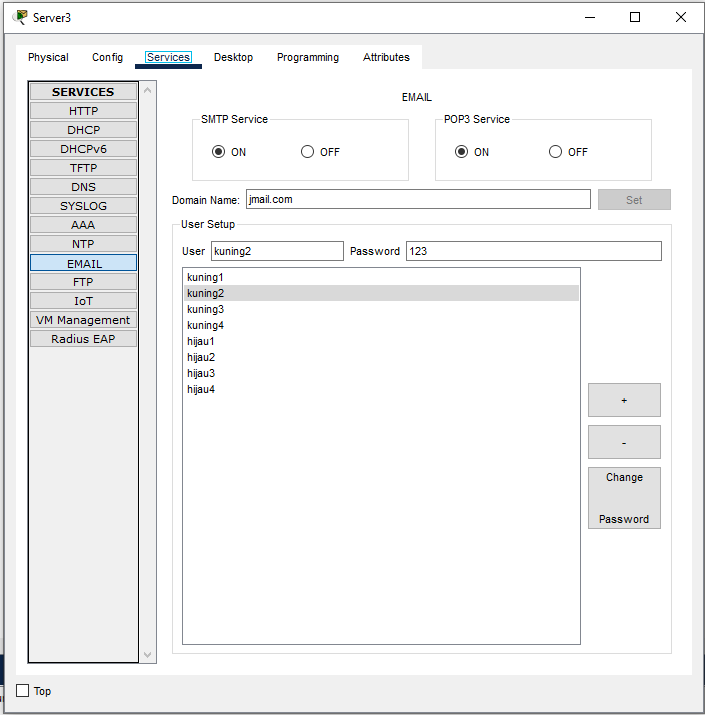 Server3
Physical Config Services Desktop Programming Attributes
SERVICES
HTTP
DHCP
DHCPv6
TFTP
DNS
SYSLOG
AAA
NTP
EMAIL
FTP
IoT
VM Management
Radius EAP
EMAIL
SMTP Service
ON OFF
POP3 Service
ON OFF
Domain Name: jmail.com Set
User Setup
User kuning2 Password 123
kuning1
kuning2
kuning3
kuning4
hijau1
hijau2
hijau3
hijau4
+
-
Change
Password
Top